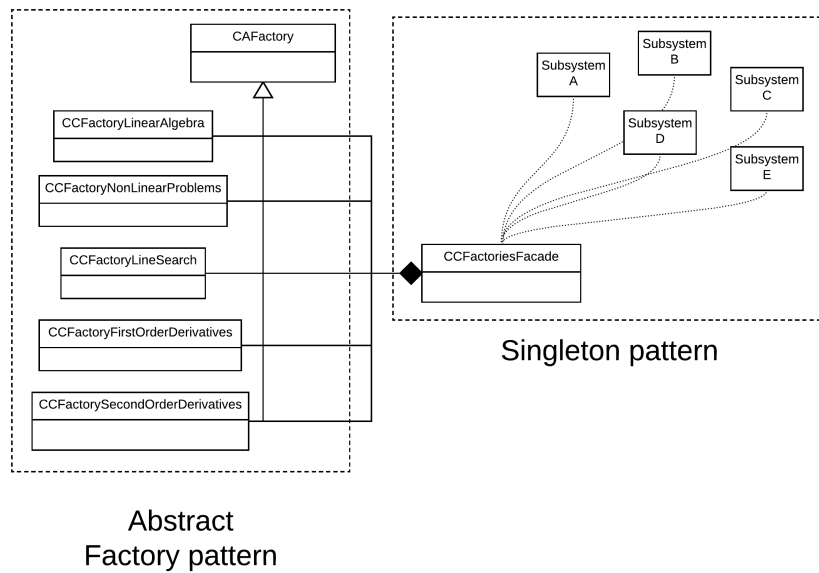 CAFactory
CCFactoryLinearAlgebra
CCFactoryNonLinearProblems
CCFactoryLineSearch
CCFactoryFirstOrderDerivatives
CCFactorySecondOrderDerivatives
Abstract
Factory pattern
Subsystem
A
Subsystem
B
Subsystem
C
Subsystem
D
Subsystem
E
CCFactoriesFacade
Singleton pattern